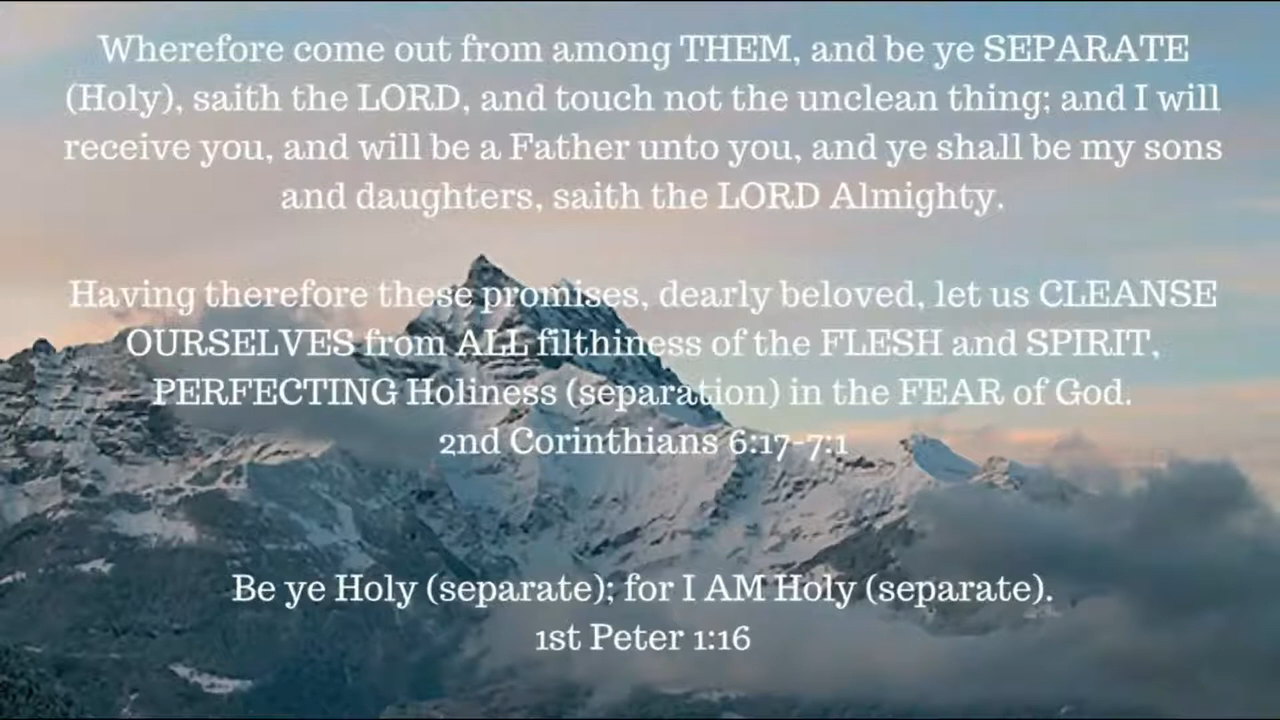 Wherefore come out from among THEM, and be ye SEPARATE
(Holy), saith the LORD, and touch not the unclean thing; and I will
receive you, and will be a Father unto you, and ye shall be my sons
and daughters, saith the LORD Almighty.
Having therefore these promises, dearly beloved, let us CLEANSE
OURSELVES from ALL filthiness of the FLESH and SPIRIT,
PERFECTING Holiness (separation) in the FEAR of God.
2nd Corinthians 6:17-7:1
Be ye Holy (separate); for I AM Holy (separate).
1st Peter 1:16